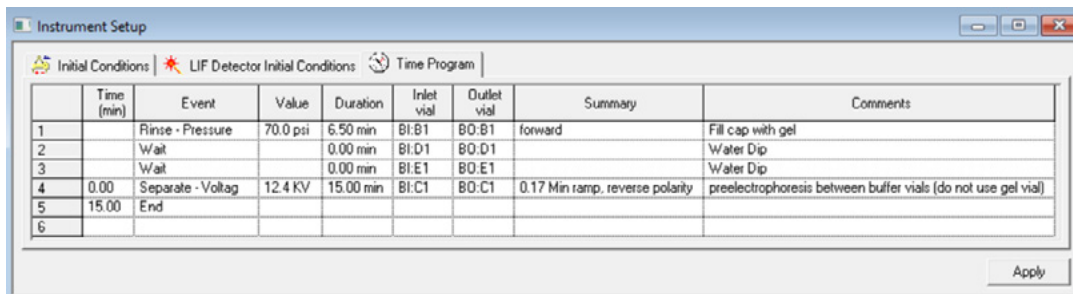 Instrument Setup
Initial Conditions LIF Detector Initial Conditions Time Program
Time (min) Event Value Duration Inlet vial Outlet vial Summary Comments
1 Rinse - Pressure 70.0 psi 6.50 min BI:B1 BO:B1 forward Fill cap with gel
2 Wait 0.00 min BI:D1 BO:D1 Water Dip
3 Wait 0.00 min BI:E1 BO:E1 Water Dip
4 0.00 Separate - Voltag 12.4 KV 15.00 min BI:C1 BO:C1 0.17 Min ramp, reverse polarity preelectrophoresis between buffer vials (do not use gel vial)
5 15.00 End
6
Apply